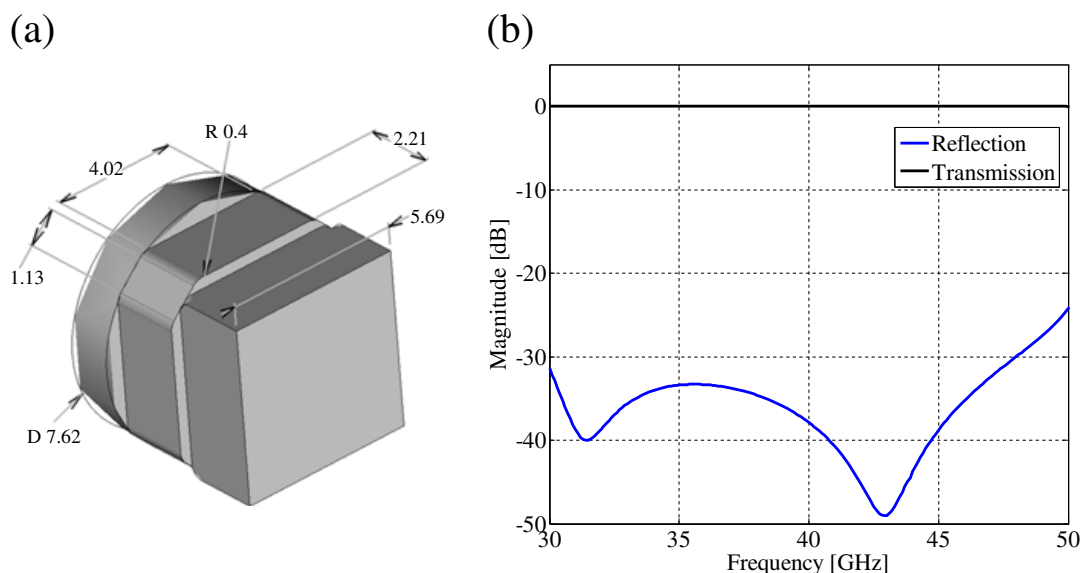 (a)
R 0.4
2.21
4.02
5.69
1.13
D 7.62
(b)
0
-10
-20
-30
-40
-50
Magnitude [dB]
Reflection
Transmission
30
35
40
45
50
Frequency [GHz]